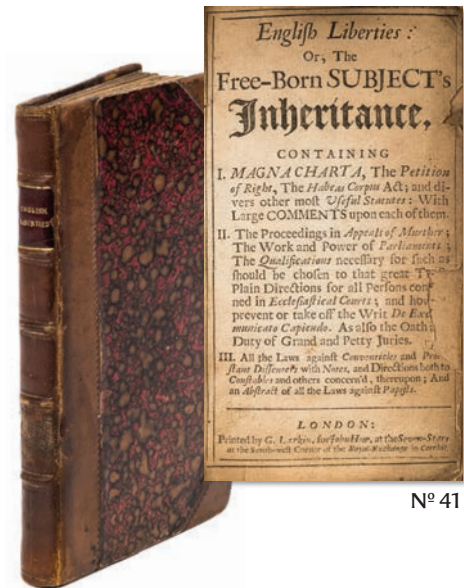 ENGLISH
LIBERTIES
English Liberties:
Or, The
Free-Born SUBJECT's
Inheritance,
CONTAINING
I. MAGNA CHARTA, The Petition
of Right, The Habeas Corpus Act; and di-
vers other most Useful Statutes: With
Large COMMENTS upon each of them.
II. The Proceedings in Appeals of Murther;
The Work and Power of Parliaments;
The Qualifications necessary for such as
should be chosen to that great
Plain Directions for all Persons con
ned in Ecclesiastical Courts; and how
prevent or take off the Writ De Exc
municato Capiendo. As also the Oath
Duty of Grand and Petty Juries.
III. All the Laws against Conventicles and Pro
stant Dissenters with Notes, and Directions both to
Constables and others concern'd, thereupon; And
an Abstract of all the Laws against Papists.
LONDON:
Printed by G. Larkin, for John How, at the Seven-Stars
at the South-west Corner of the Royal-Exchange in Cornhil.
Nº 41